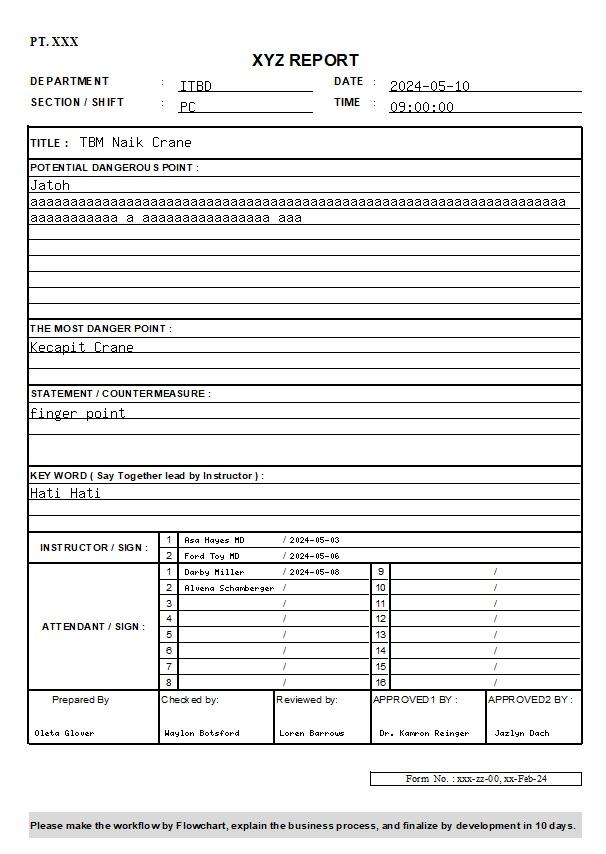 PT. XXX
XYZ REPORT
DEPARTMENT : ITBD DATE : 2024-05-10
SECTION / SHIFT : PC TIME : 09:00:00
TITLE : TBM Naik Crane
POTENTIAL DANGEROUS POINT :
Jatoh
aaaaaaaaaaaaaaaaaaaaaaaaaaaaaaaaaaaaaaaaaaaaaaaaaaaaaaaaaaaaaaaaaaa
aaaaaaaaaaa a aaaaaaaaaaaaaaaa aaa
THE MOST DANGER POINT :
Kecapit Crane
STATEMENT / COUNTERMEASURE :
finger point
KEY WORD ( Say Together lead by Instructor ) :
Hati Hati
INSTRUCTOR / SIGN :
1 Asa Hayes MD / 2024-05-03
2 Ford Toy MD / 2024-05-06
ATTENDANT / SIGN :
1 Darby Miller / 2024-05-08 9 /
2 Alvena Schamberger / 10 /
3 / 11 /
4 / 12 /
5 / 13 /
6 / 14 /
7 / 15 /
8 / 16 /
Prepared By Checked by: Reviewed by: APPROVED1 BY : APPROVED2 BY :
Oleta Glover Waylon Botsford Loren Barrows Dr. Kamron Reinger Jazlyn Dach
Form No. : xxx-zz-00, xx-Feb-24
Please make the workflow by Flowchart, explain the business process, and finalize by development in 10 days.